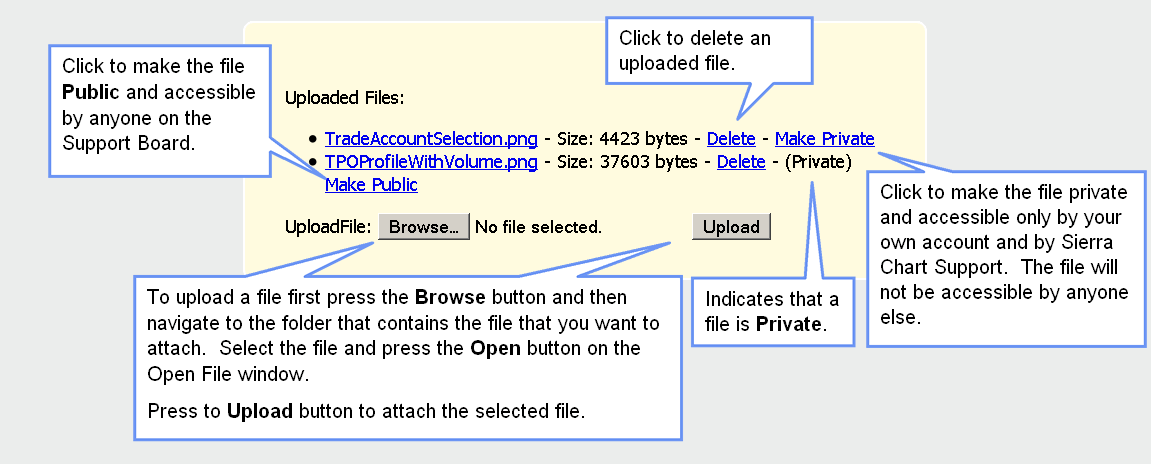 Click to delete an
uploaded file.
Click to make the file
Public and accessible
by anyone on the
Support Board.
Uploaded Files:
• TradeAccountSelection.png - Size: 4423 bytes - Delete - Make Private
• TPOProfileWithVolume.png - Size: 37603 bytes - Delete - (Private)
Make Public
UploadFile: Browse... No file selected. Upload
Click to make the file private
and accessible only by your
own account and by Sierra
Chart Support.  The file will
not be accessible by anyone
else.
To upload a file first press the Browse button and then
navigate to the folder that contains the file that you want to
attach.  Select the file and press the Open button on the
Open File window.
Press to Upload button to attach the selected file.
Indicates that a
file is Private.